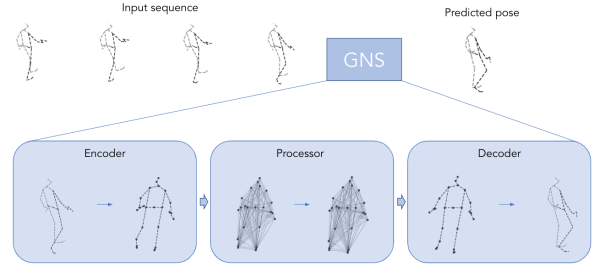 Input sequence
Predicted pose
GNS
Encoder
Processor
Decoder